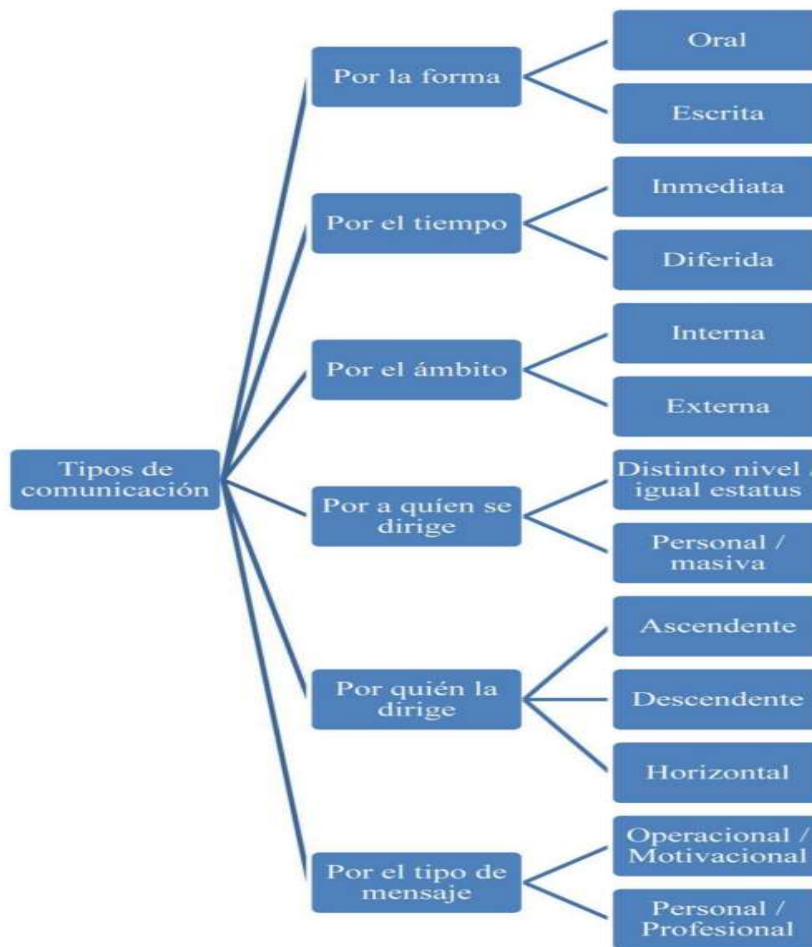 Tipos de
comunicación
Por la forma
Oral
Escrita
Por el tiempo
Inmediata
Diferida
Por el ámbito
Interna
Externa
Por a quíen se
dirige
Distinto nivel /
igual estatus
Personal /
masiva
Por quién la
dirige
Ascendente
Descendente
Horizontal
Por el tipo de
mensaje
Operacional /
Motivacional
Personal /
Profesional